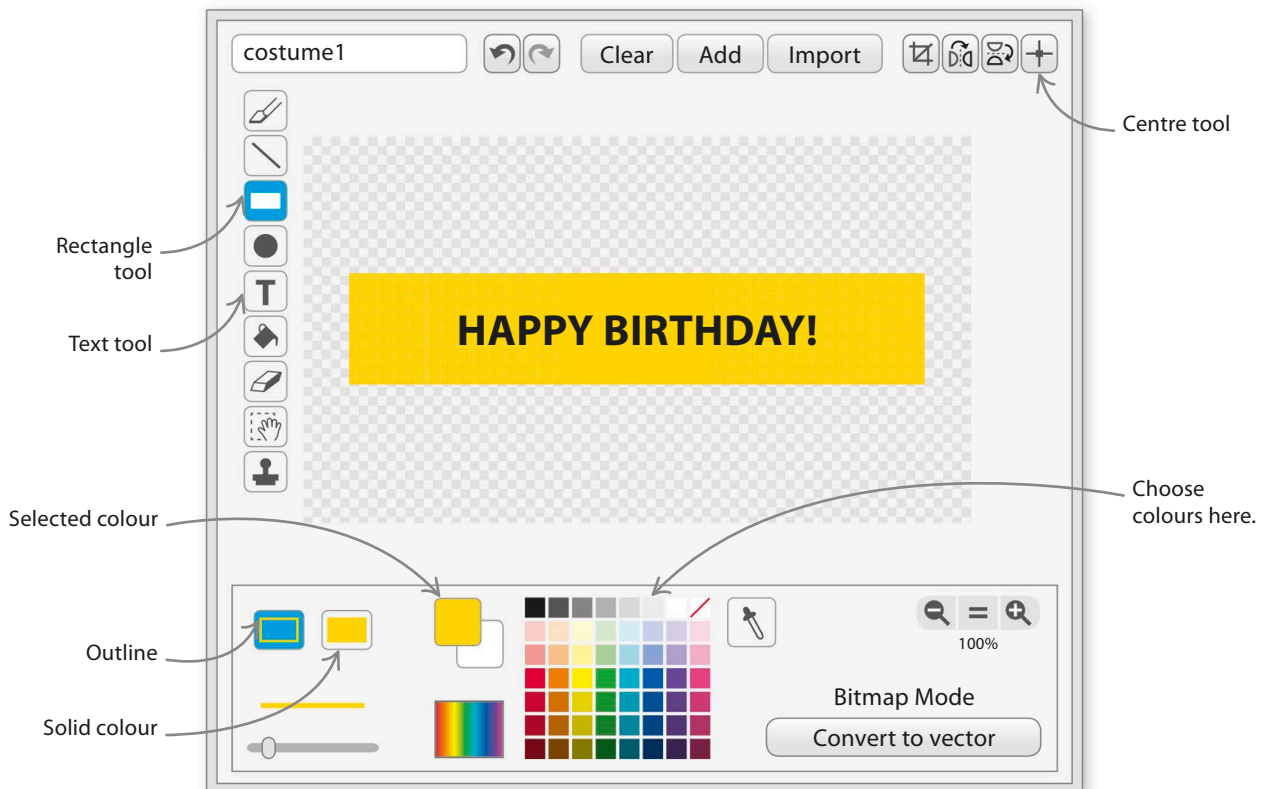 costume1
Clear
Add
Import
Centre tool
Rectangle
tool
T
Text tool
HAPPY BIRTHDAY!
Selected colour
Choose
colours here.
Outline
Solid colour
100%
Bitmap Mode
Convert to vector